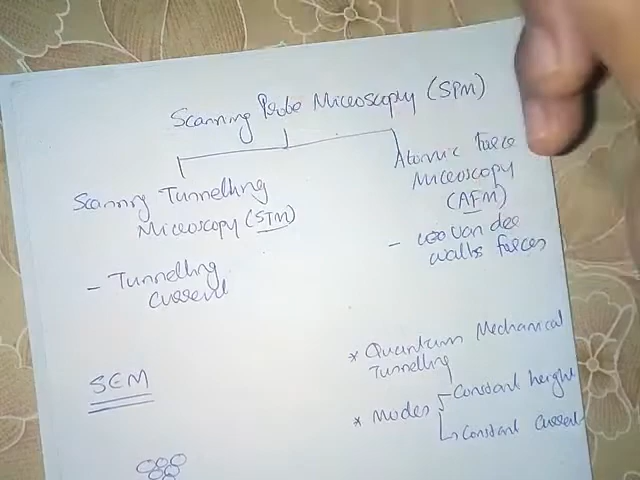 Scanning Probe Microscopy (SPM)
Scanning Tunnelling
Microscopy (STM)
- Tunnelling
current
Atomic Force
Microscopy
(AFM)
- van der
walls forces
SEM
* Quantum Mechanical
Tunnelling
* Modes
Constant height
Constant current